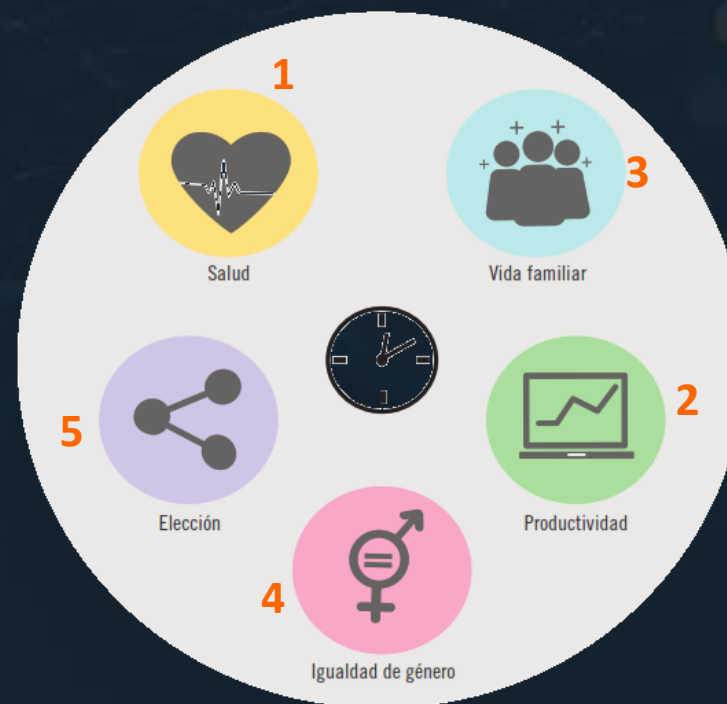 1
Salud
3
Vida familiar
5
Elección
2
Productividad
4
Igualdad de género